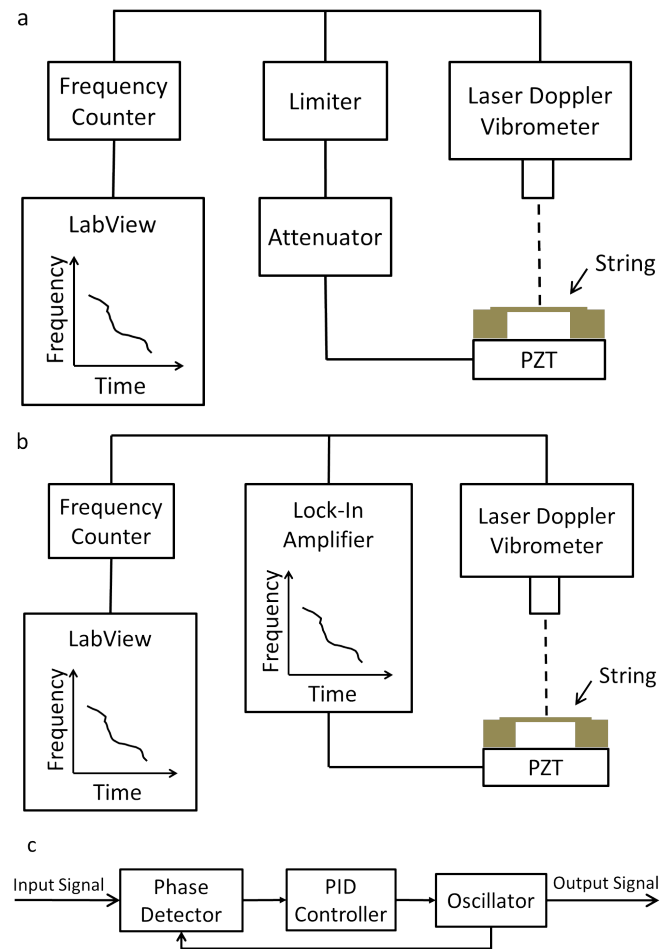 a
Frequency
Counter
Limiter
Laser Doppler
Vibrometer
LabView
Frequency
Time
Attenuator
String
PZT
b
Frequency
Counter
Lock-In
Amplifier
Frequency
Time
Laser Doppler
Vibrometer
LabView
Frequency
Time
String
PZT
c
Input Signal
Phase
Detector
PID
Controller
Oscillator
Output Signal